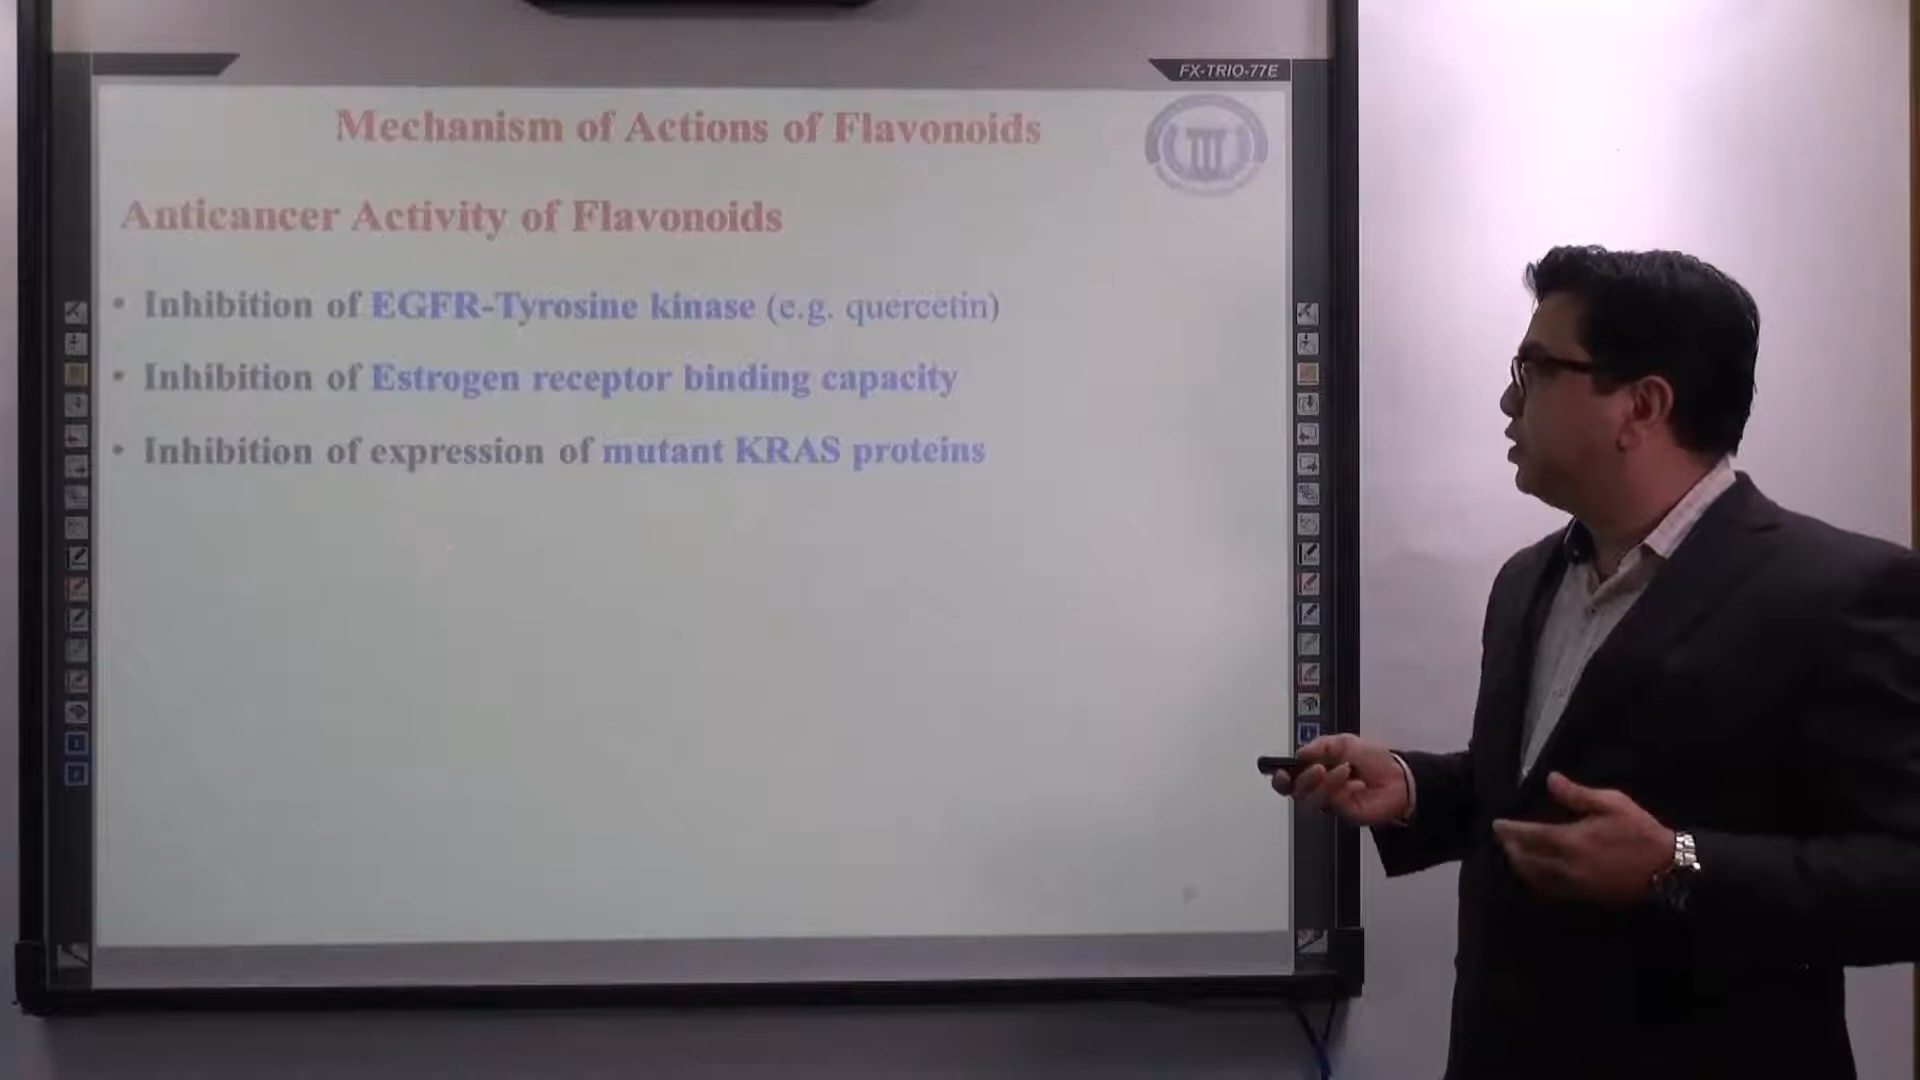 FX-TRIO-77E
Mechanism of Actions of Flavonoids
Anticancer Activity of Flavonoids
• Inhibition of EGFR-Tyrosine kinase (e.g. quercetin)
• Inhibition of Estrogen receptor binding capacity
• Inhibition of expression of mutant KRAS proteins